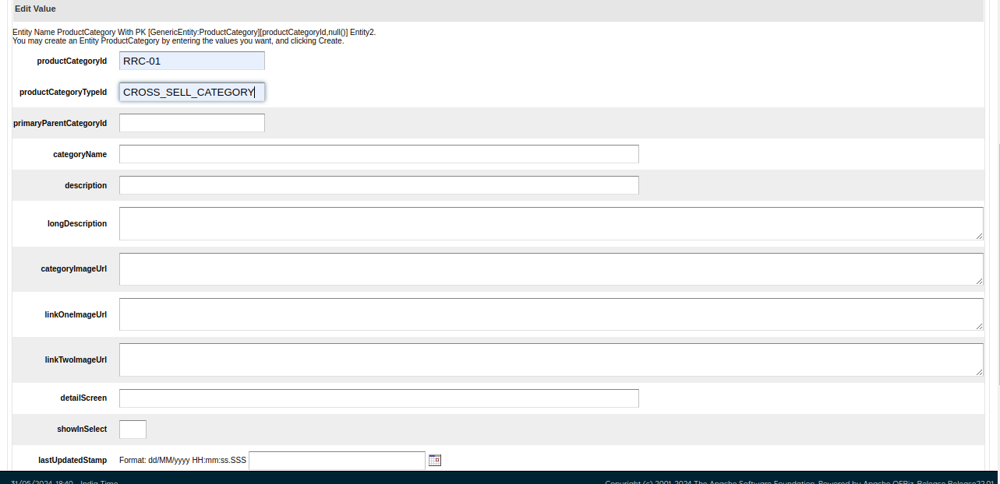 Edit Value
Entity Name ProductCategory With PK [GenericEntity:ProductCategory][productCategoryId,null()] Entity2.
You may create an Entity ProductCategory by entering the values you want, and clicking Create.
productCategoryId RRC-01
productCategoryTypeId CROSS_SELL_CATEGORY
primaryParentCategoryId
categoryName
description
longDescription
categoryImageUrl
linkOneImageUrl
linkTwoImageUrl
detailScreen
showInSelect
lastUpdatedStamp Format: dd/MM/yyyy HH:mm:ss.SSS
31/05/2024 18:40 - India Time Copyright (c) 2001-2024 The Apache Software Foundation. Powered by Apache OFBiz. Release Release22.01